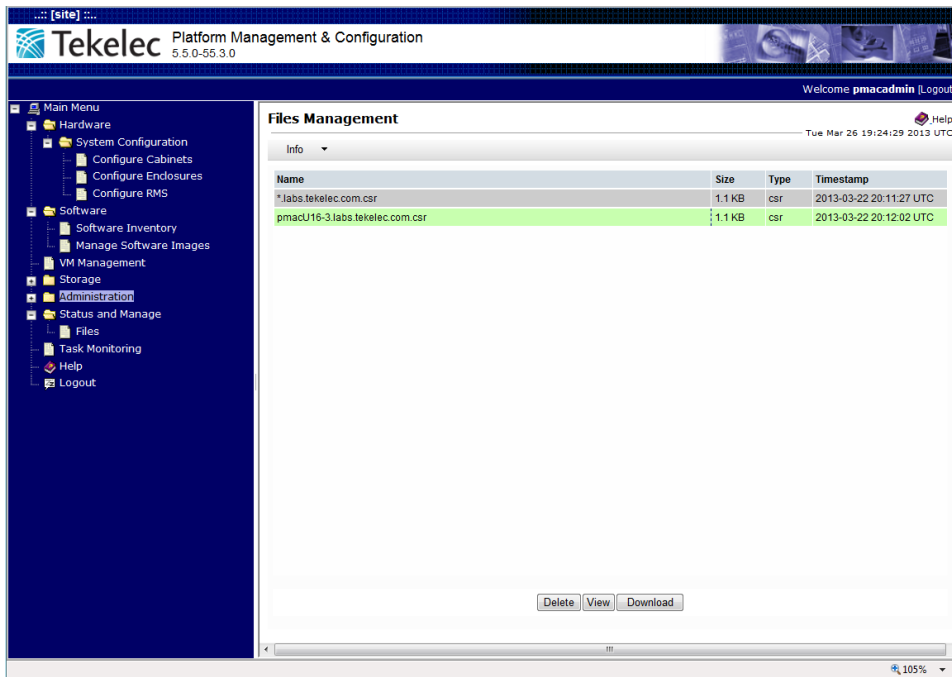 ..:: [site] ::..
Tekelec Platform Management & Configuration
5.5.0-55.3.0
Welcome pmacadmin [Logout
Main Menu
Hardware
System Configuration
Configure Cabinets
Configure Enclosures
Configure RMS
Software
Software Inventory
Manage Software Images
VM Management
Storage
Administration
Status and Manage
Files
Task Monitoring
Help
Logout
Files Management
Help
Tue Mar 26 19:24:29 2013 UTC
Info
Name Size Type Timestamp
*.labs.tekelec.com.csr 1.1 KB csr 2013-03-22 20:11:27 UTC
pmacU16-3.labs.tekelec.com.csr 1.1 KB csr 2013-03-22 20:12:02 UTC
Delete View Download
105%